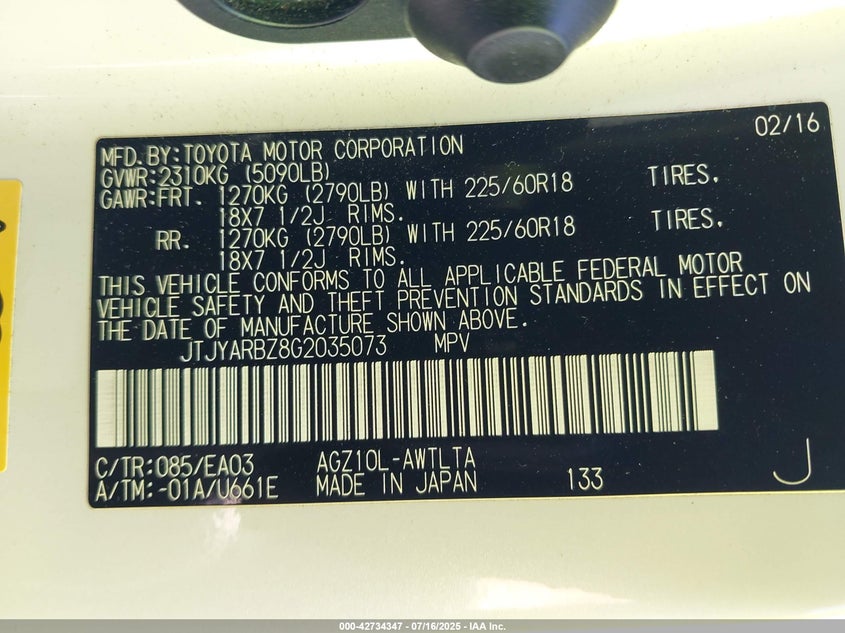 02/16
MFD. BY: TOYOTA MOTOR CORPORATION
GVWR: 2310KG (5090LB)
GAWR: FRT. 1270KG (2790LB) WITH 225/60R18 TIRES.
18X7 1/2J RIMS.
RR. 1270KG (2790LB) WITH 225/60R18 TIRES.
18X7 1/2J RIMS.
THIS VEHICLE CONFORMS TO ALL APPLICABLE FEDERAL MOTOR
VEHICLE SAFETY AND THEFT PREVENTION STANDARDS IN EFFECT ON
THE DATE OF MANUFACTURE SHOWN ABOVE.
JTJYARBZ8G2035073 MPV
C/TR: 085/EA03 AGZ10L-AWTLTA
A/TM: -01A/U661E MADE IN JAPAN 133 J
000-42734347 - 07/16/2025 - IAA Inc.